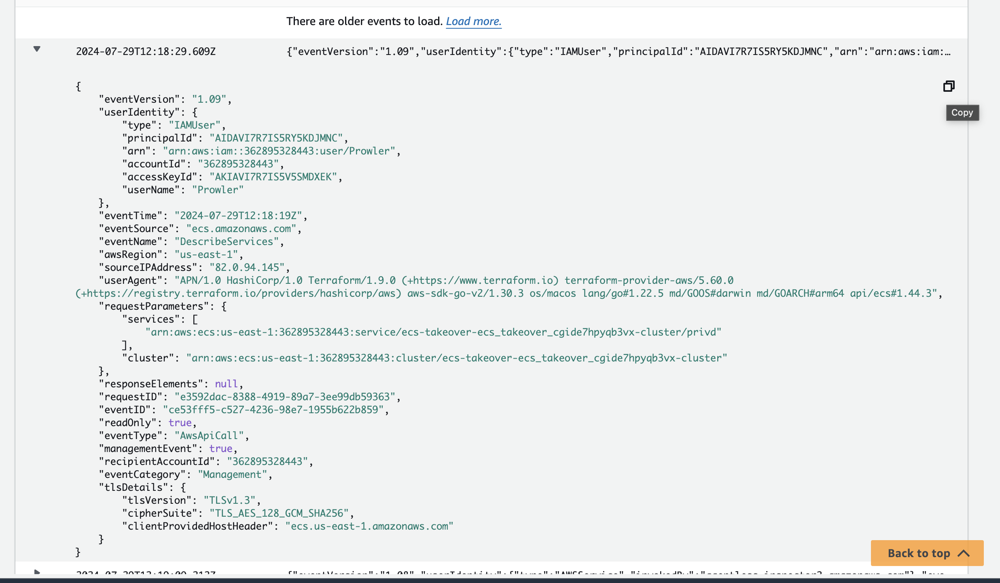 There are older events to load. Load more.
2024-07-29T12:18:29.609Z {"eventVersion":"1.09","userIdentity":{"type":"IAMUser","principalId":"AIDAVI7R7IS5RY5KDJMNC","arn":"arn:aws:iam:…
{
"eventVersion": "1.09",
Copy
"userIdentity": {
"type": "IAMUser",
"principalId": "AIDAVI7R7IS5RY5KDJMNC",
"arn": "arn:aws:iam::362895328443:user/Prowler",
"accountId": "362895328443",
"accessKeyId": "AKIAVI7R7IS5V5SMDXEK",
"userName": "Prowler"
},
"eventTime": "2024-07-29T12:18:19Z",
"eventSource": "ecs.amazonaws.com",
"eventName": "DescribeServices",
"awsRegion": "us-east-1",
"sourceIPAddress": "82.0.94.145",
"userAgent": "APN/1.0 HashiCorp/1.0 Terraform/1.9.0 (+https://www.terraform.io) terraform-provider-aws/5.60.0
(+https://registry.terraform.io/providers/hashicorp/aws) aws-sdk-go-v2/1.30.3 os/macos lang/go#1.22.5 md/GOOS#darwin md/GOARCH#arm64 api/ecs#1.44.3",
"requestParameters": {
"services": [
"arn:aws:ecs:us-east-1:362895328443:service/ecs-takeover-ecs_takeover_cgide7hpyqb3vx-cluster/privd"
],
"cluster": "arn:aws:ecs:us-east-1:362895328443:cluster/ecs-takeover-ecs_takeover_cgide7hpyqb3vx-cluster"
},
"responseElements": null,
"requestID": "e3592dac-8388-4919-89a7-3ee99db59363",
"eventID": "ce53fff5-c527-4236-98e7-1955b622b859",
"readOnly": true,
"eventType": "AwsApiCall",
"managementEvent": true,
"recipientAccountId": "362895328443",
"eventCategory": "Management",
"tlsDetails": {
"tlsVersion": "TLSv1.3",
"cipherSuite": "TLS_AES_128_GCM_SHA256",
"clientProvidedHostHeader": "ecs.us-east-1.amazonaws.com"
}
}
Back to top
{"eventVersion":"1.08","userIdentity":{"type":"AWSService","invokedBy":